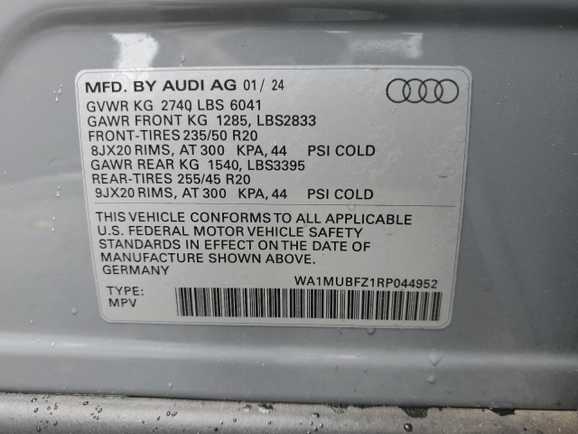 MFD. BY AUDI AG 01/24
GVWR KG 2740 LBS 6041
GAWR FRONT KG 1285, LBS2833
FRONT-TIRES 235/50 R20
8JX20 RIMS, AT 300 KPA, 44 PSI COLD
GAWR REAR KG 1540, LBS3395
REAR-TIRES 255/45 R20
9JX20 RIMS, AT 300 KPA, 44 PSI COLD
THIS VEHICLE CONFORMS TO ALL APPLICABLE
U.S. FEDERAL MOTOR VEHICLE SAFETY
STANDARDS IN EFFECT ON THE DATE OF
MANUFACTURE SHOWN ABOVE.
GERMANY
WA1MUBFZ1RP044952
TYPE:
MPV